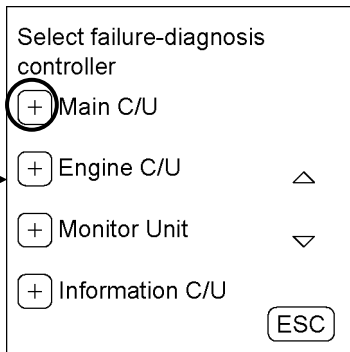 Select failure-diagnosis
controller
+ Main C/U
+ Engine C/U
+ Monitor Unit
+ Information C/U
ESC